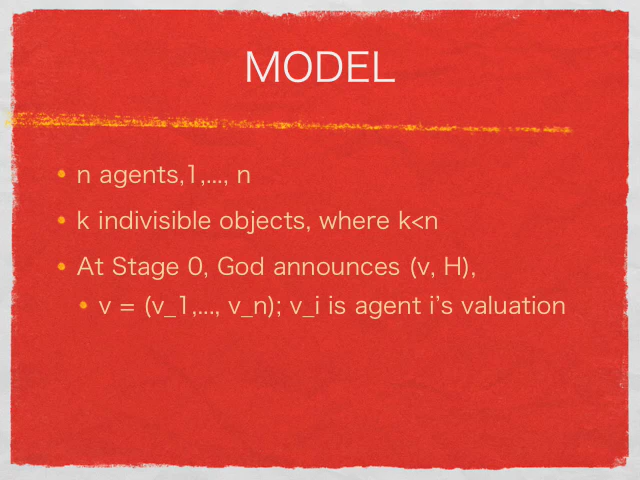 MODEL
• n agents,1,..., n
• k indivisible objects, where k<n
• At Stage 0, God announces (v, H),
• v = (v_1,..., v_n); v_i is agent i's valuation